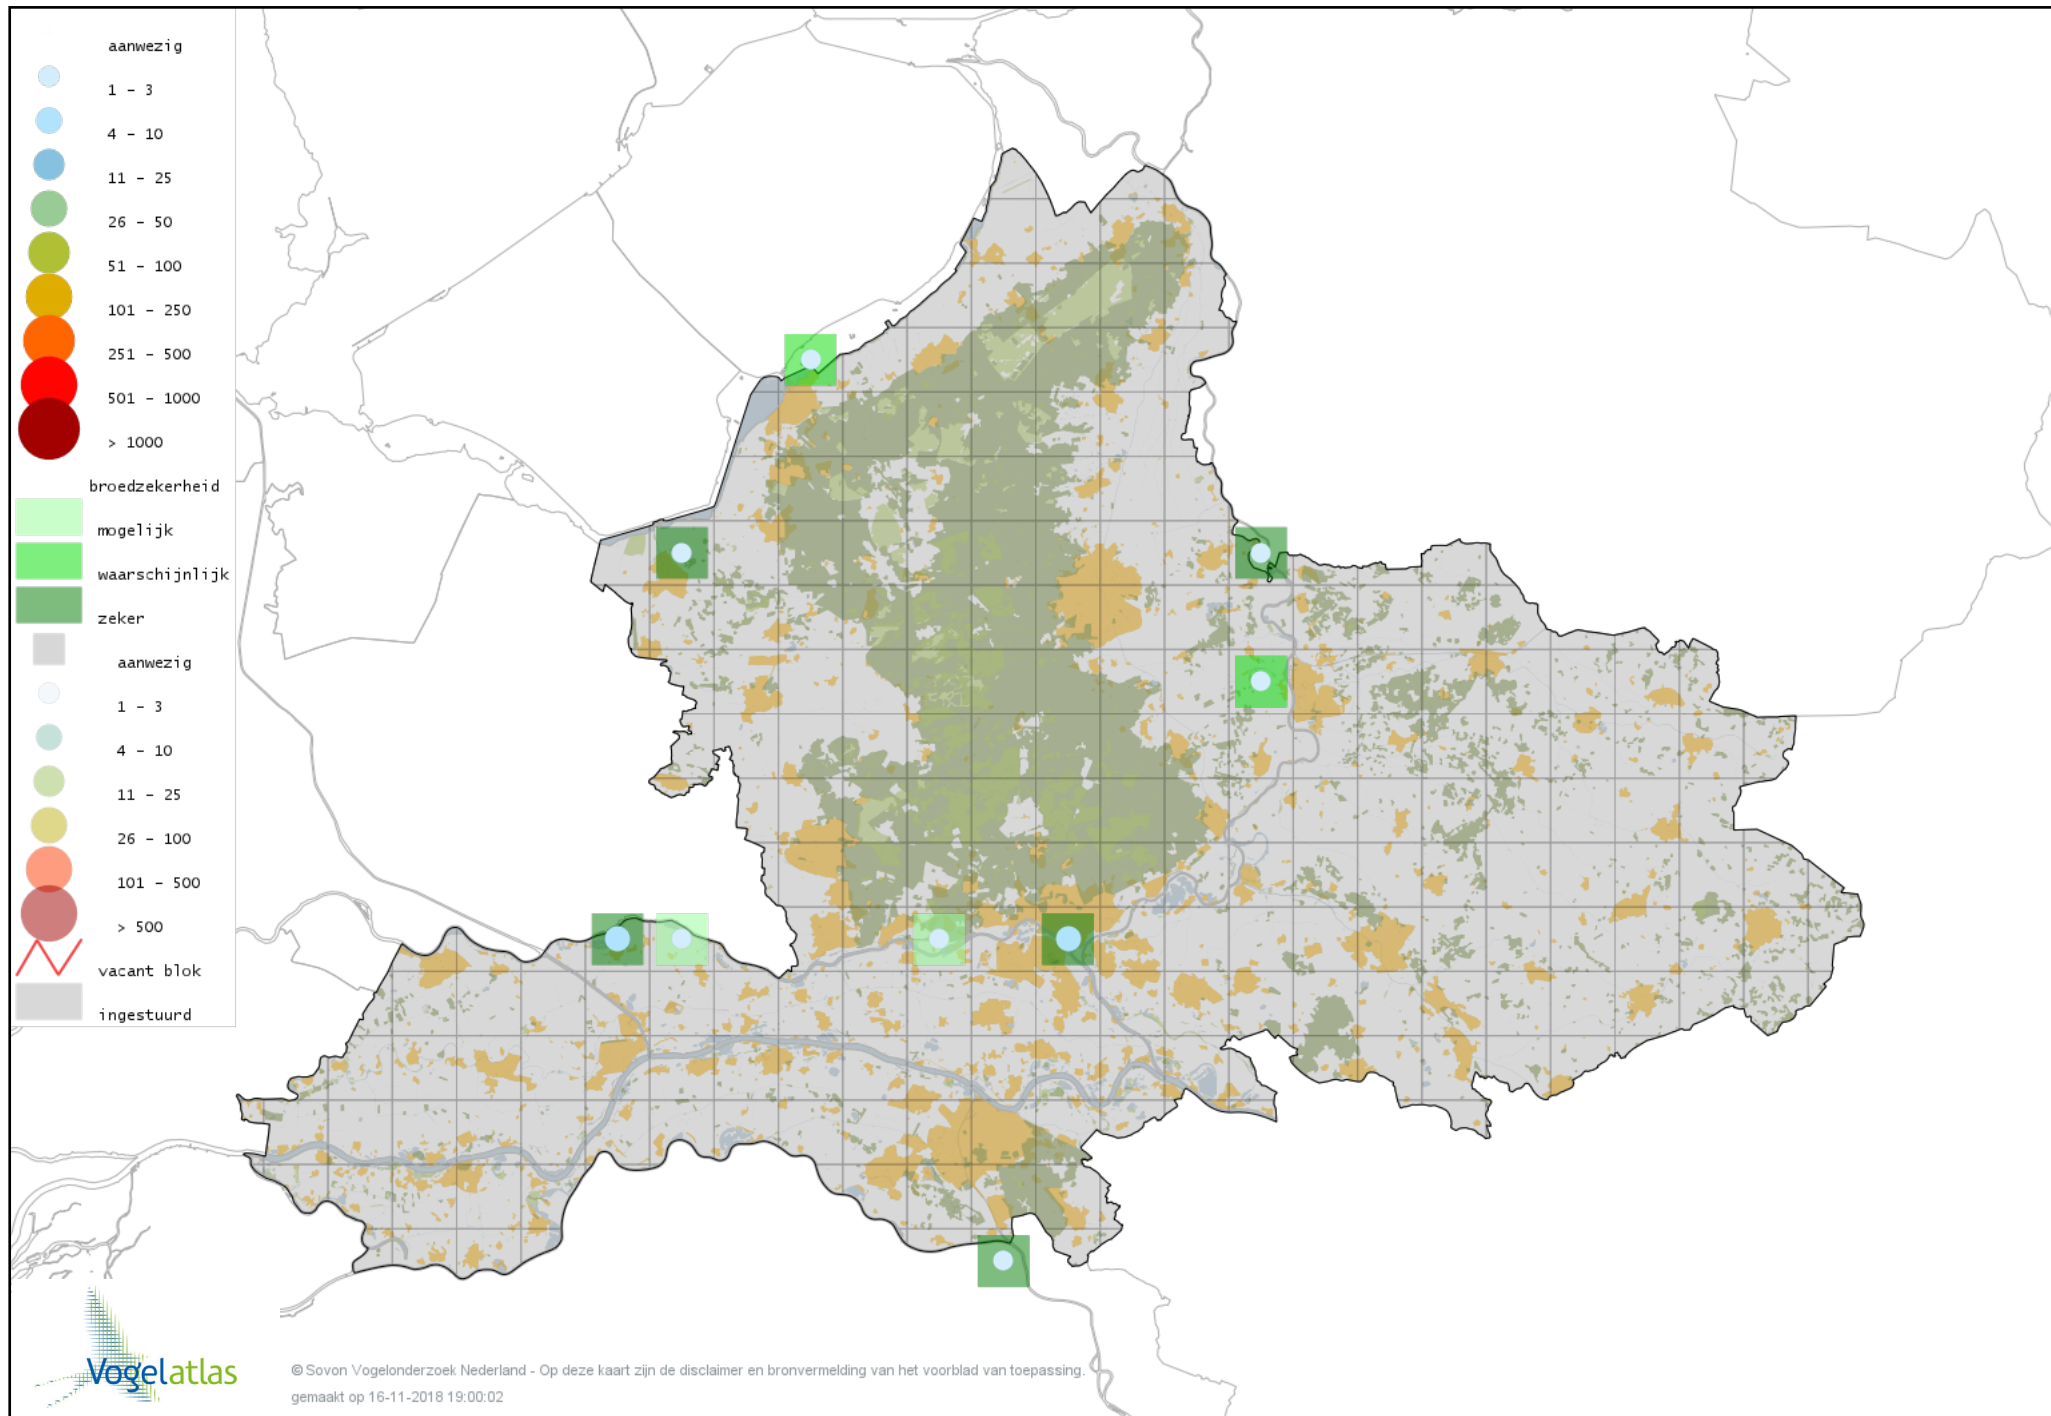 aanwezig
1 - 3
4 - 10
11 - 25
26 - 50
51 - 100
101 - 250
251 - 500
501 - 1000
> 1000
broedzekerheid
mogelijk
waarschijnlijk
zeker
aanwezig
1 - 3
4 - 10
11 - 25
26 - 100
101 - 500
> 500
vacant blok
ingestuurd
Vogelatlas
© Sovon Vogelonderzoek Nederland - Op deze kaart zijn de disclaimer en bronvermelding van het voorblad van toepassing.
gemaakt op 16-11-2018 19:00:02